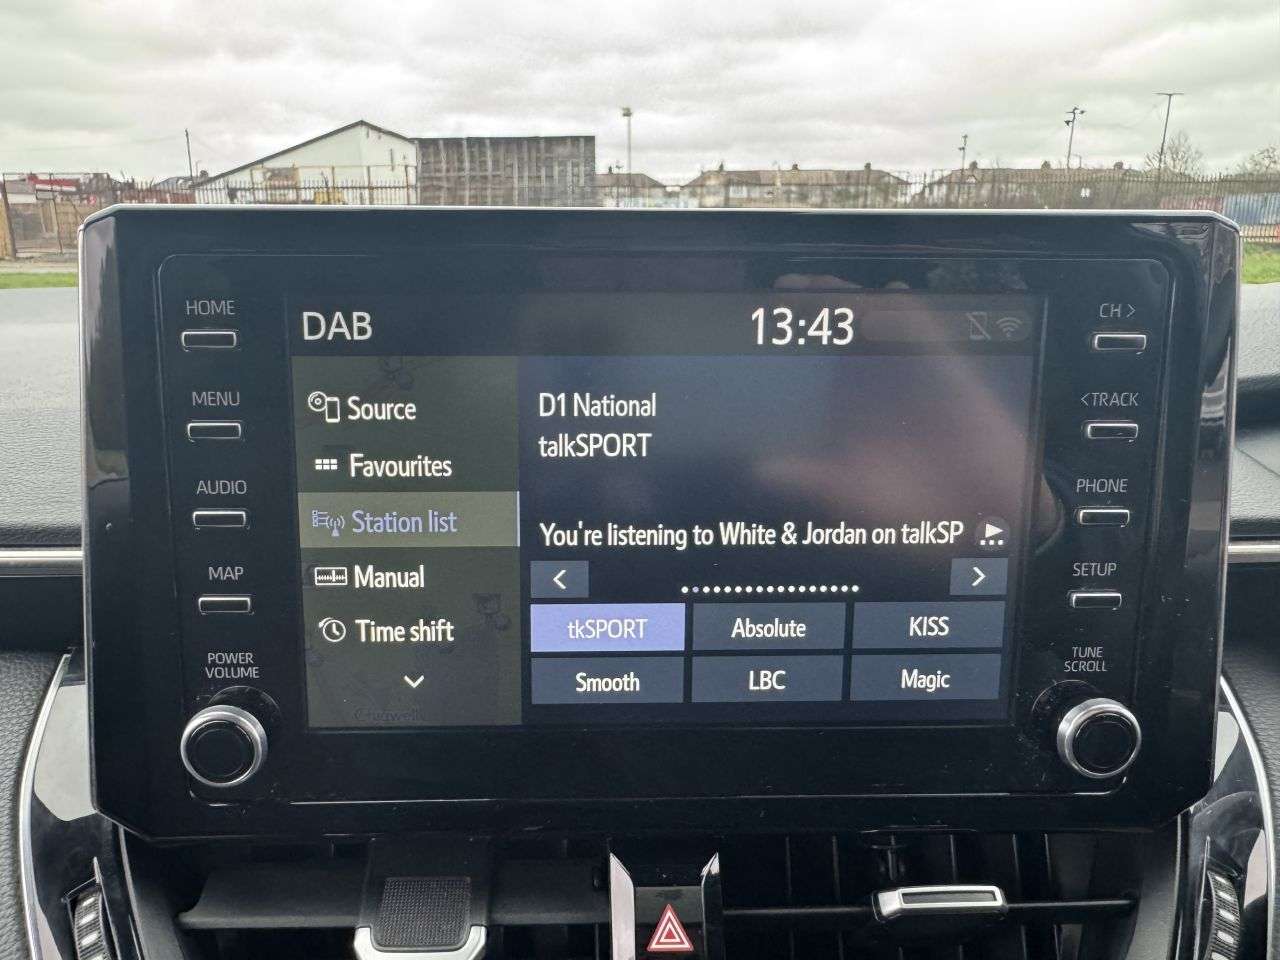 HOME
MENU
AUDIO
MAP
POWER
VOLUME
DAB
13:43
Source
Favourites
Station list
Manual
Time shift
D1 National
talkSPORT
You're listening to White & Jordan on talkSP
<
>
tkSPORT Absolute KISS
Smooth LBC Magic
CH >
<TRACK
PHONE
SETUP
TUNE
SCROLL